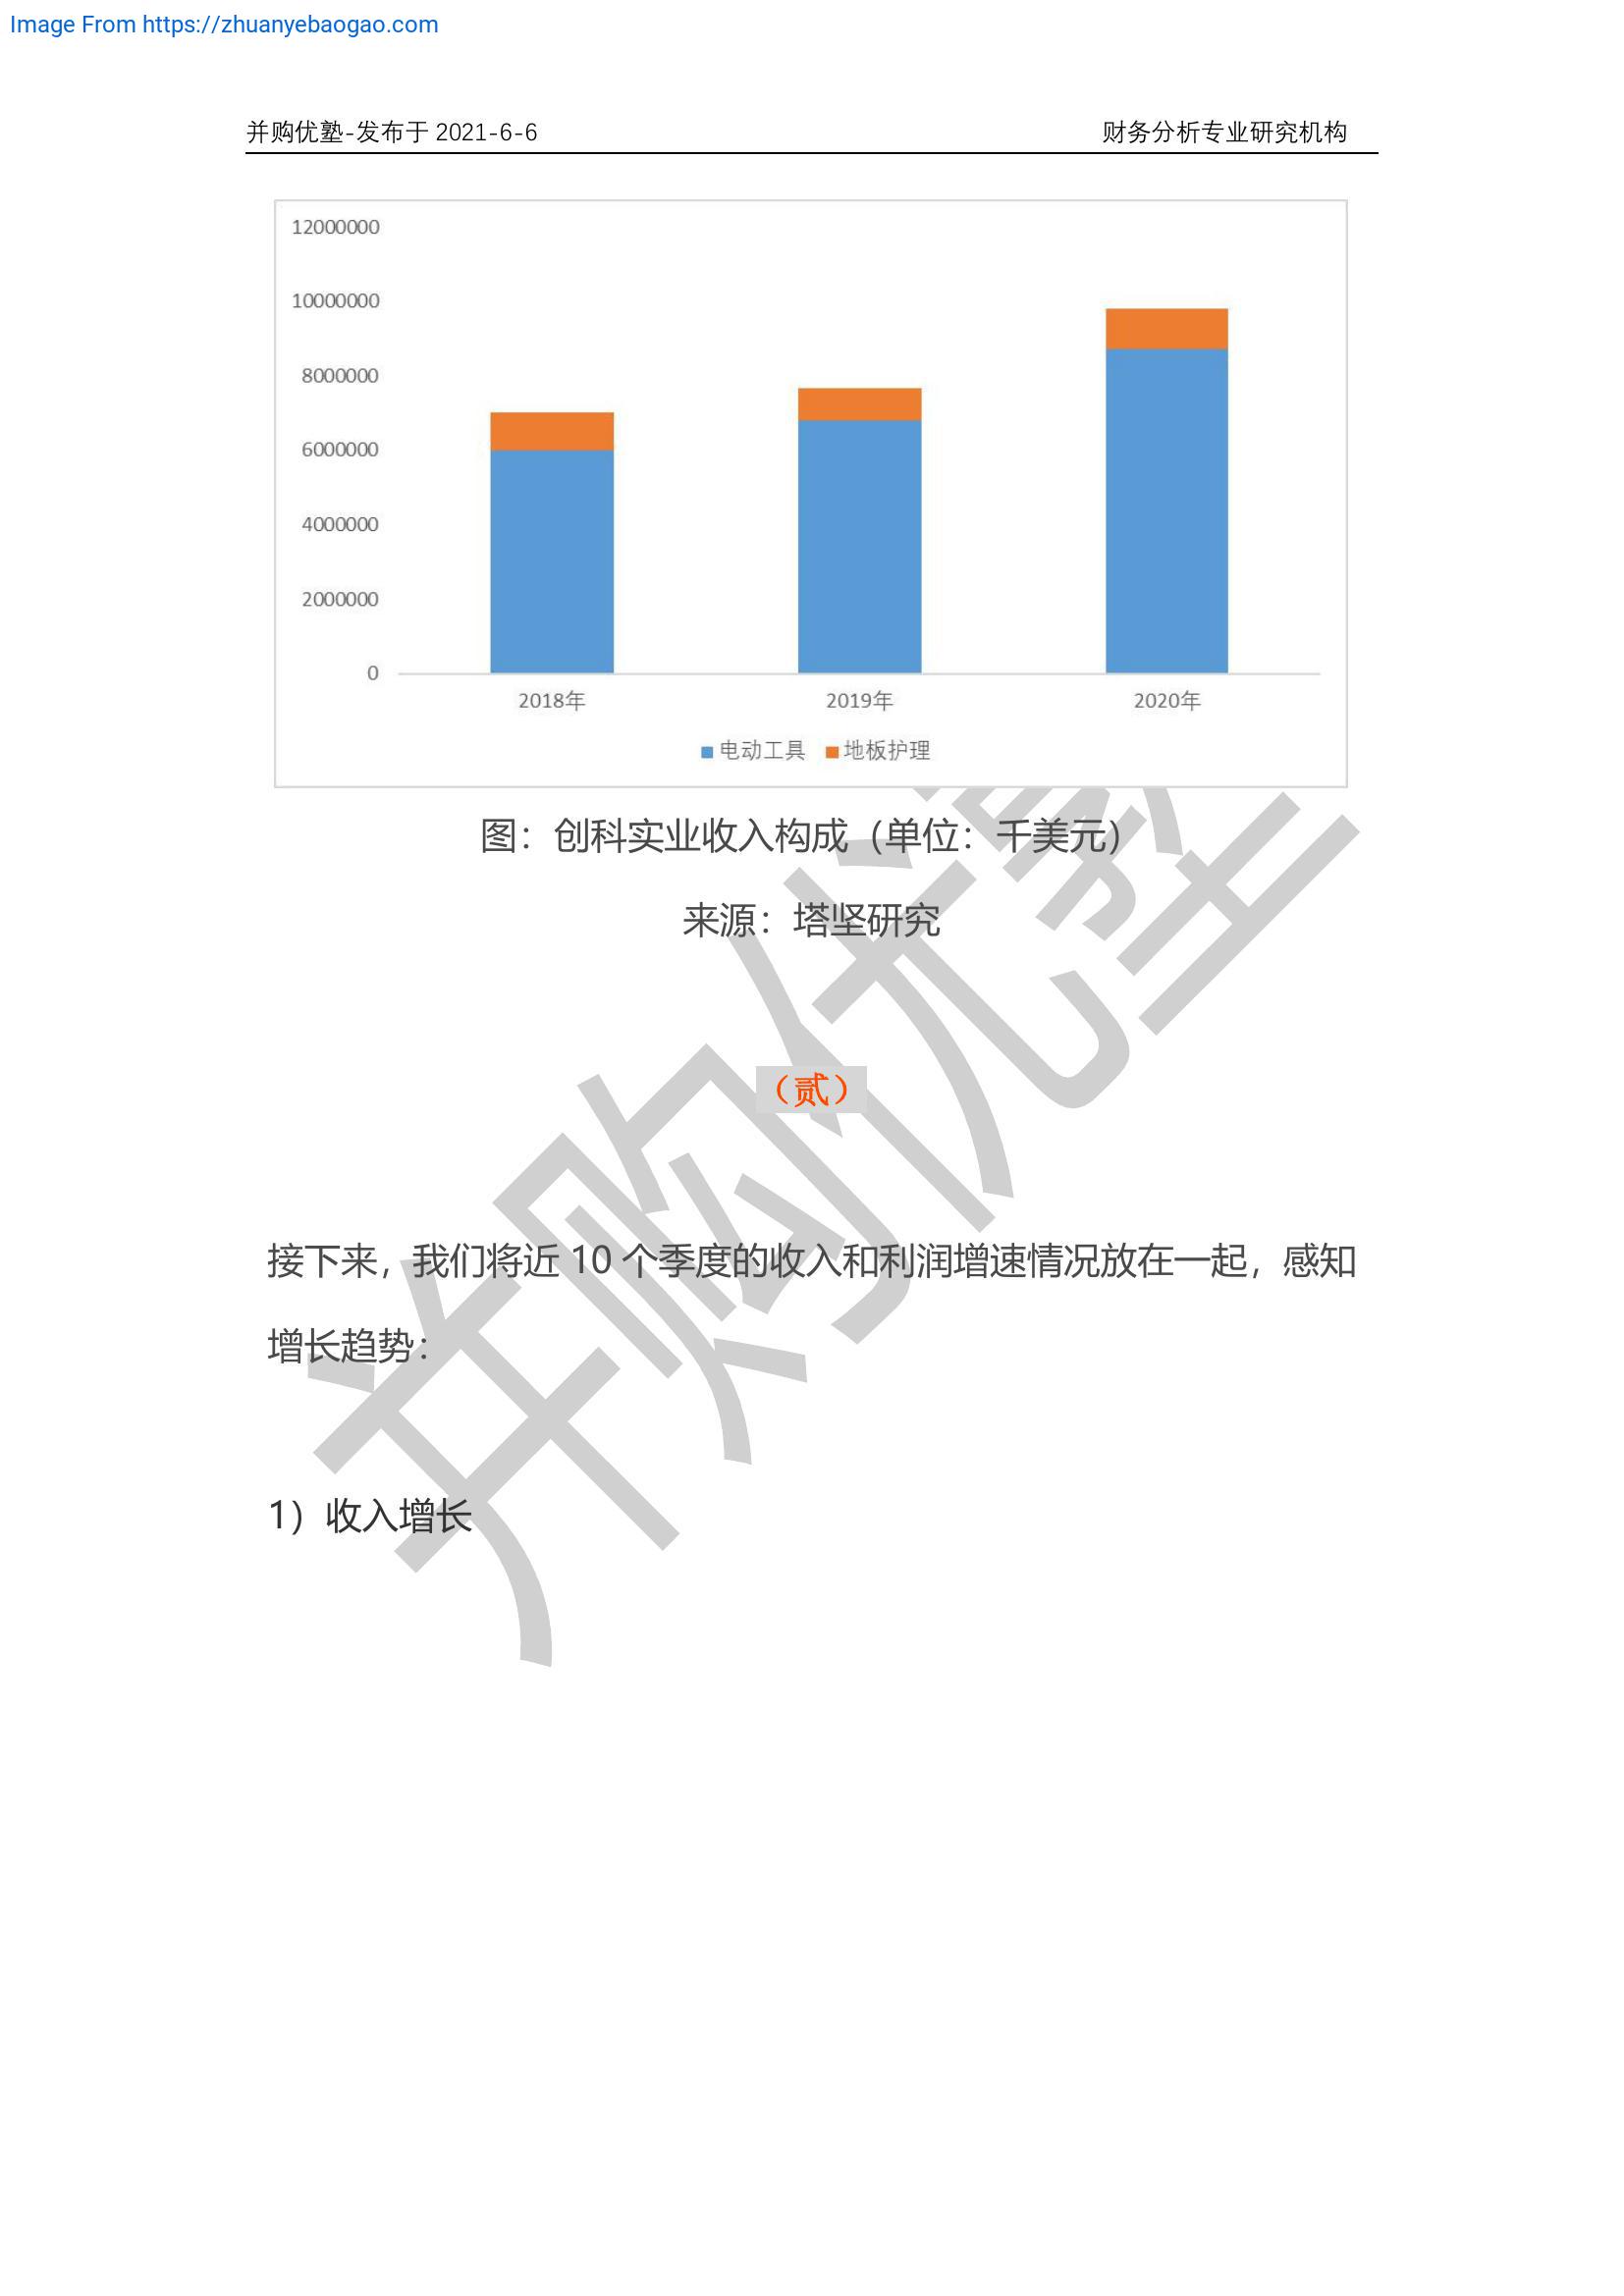 Image From https://zhuanyebaogao.com
并购优塾-发布于 2021-6-6 财务分析专业研究机构
12000000
10000000
8000000
6000000
4000000
2000000
0
2018年 2019年 2020年
电动工具 地板护理
图：创科实业收入构成（单位：千美元）
来源：塔坚研究
（贰）
接下来，我们将近 10 个季度的收入和利润增速情况放在一起，感知
增长趋势：
1）收入增长
并购优塾